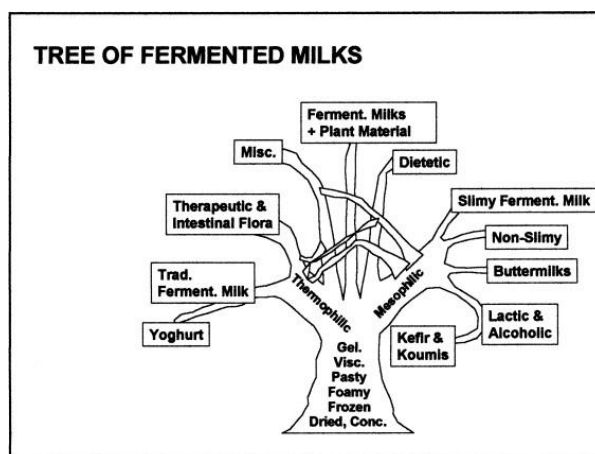 TREE OF FERMENTED MILKS
Ferment. Milks
+ Plant Material
Misc.
Dietetic
Slimy Ferment. Milk
Therapeutic &
Intestinal Flora
Non-Slimy
Buttermilks
Trad.
Ferment. Milk
Thermophilic
Mesophilic
Lactic &
Alcoholic
Yoghurt
Kefir &
Koumis
Gel.
Visc.
Pasty
Foamy
Frozen
Dried, Conc.